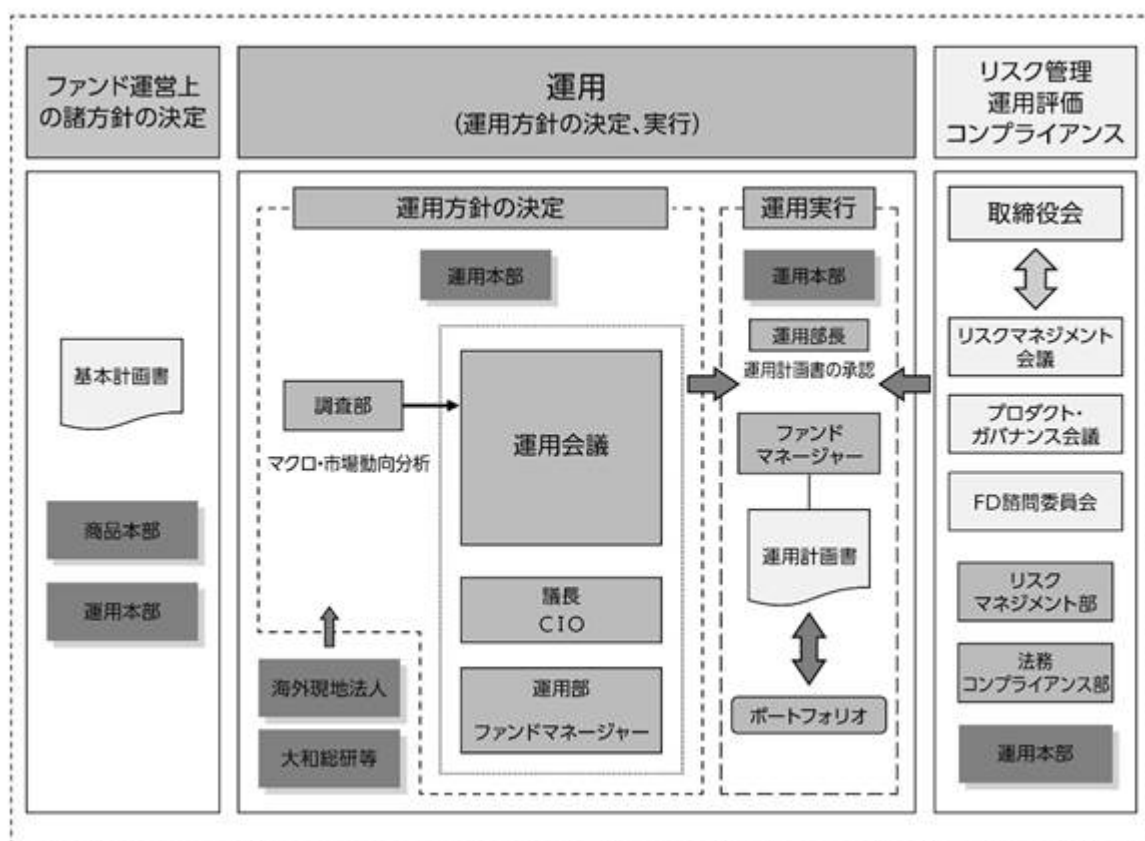 ファンド運営上
の諸方針の決定
運用
(運用方針の決定、実行)
リスク管理
運用評価
コンプライアンス
基本計画書
商品本部
運用本部
運用方針の決定
運用本部
調査部
マクロ・市場動向分析
運用会議
議長
CIO
運用部
ファンドマネージャー
海外現地法人
大和総研等
運用実行
運用本部
運用部長
運用計画書の承認
ファンド
マネージャー
運用計画書
ポートフォリオ
取締役会
リスクマネジメント
会議
プロダクト・
ガバナンス会議
FD諮問委員会
リスク
マネジメント部
法務
コンプライアンス部
運用本部